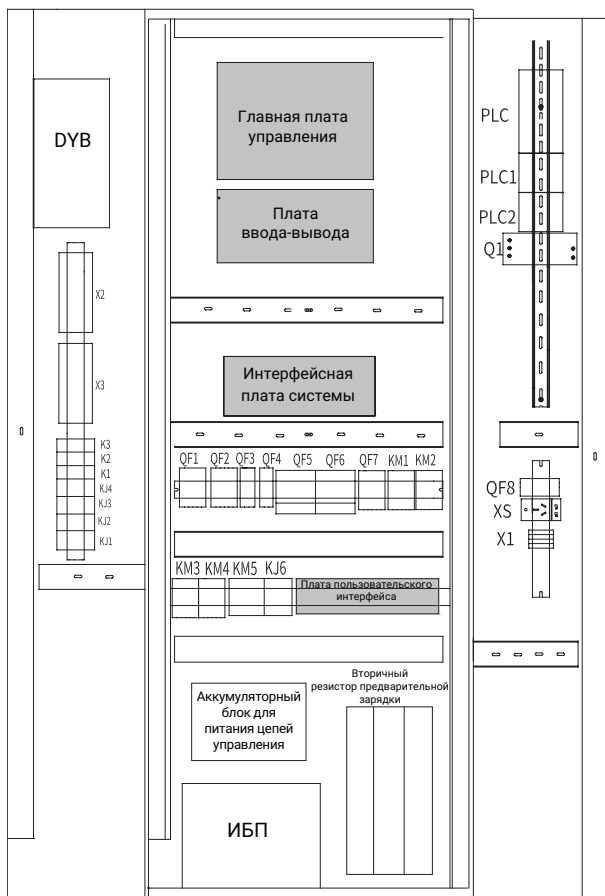 DYB
X2
X3
K3
K2
K1
KJ4
KJ3
KJ2
KJ1
Главная плата
управления
Плата
ввода-вывода
Интерфейсная
плата системы
QF1 QF2 QF3 QF4 QF5 QF6 QF7 KM1 KM2
KM3 KM4 KM5 KJ6
Плата пользовательского
интерфейса
Аккумуляторный
блок для
питания цепей
управления
Вторичный
резистор предварительной
зарядки
ИБП
PLC
PLC1
PLC2
Q1
QF8
XS
X1